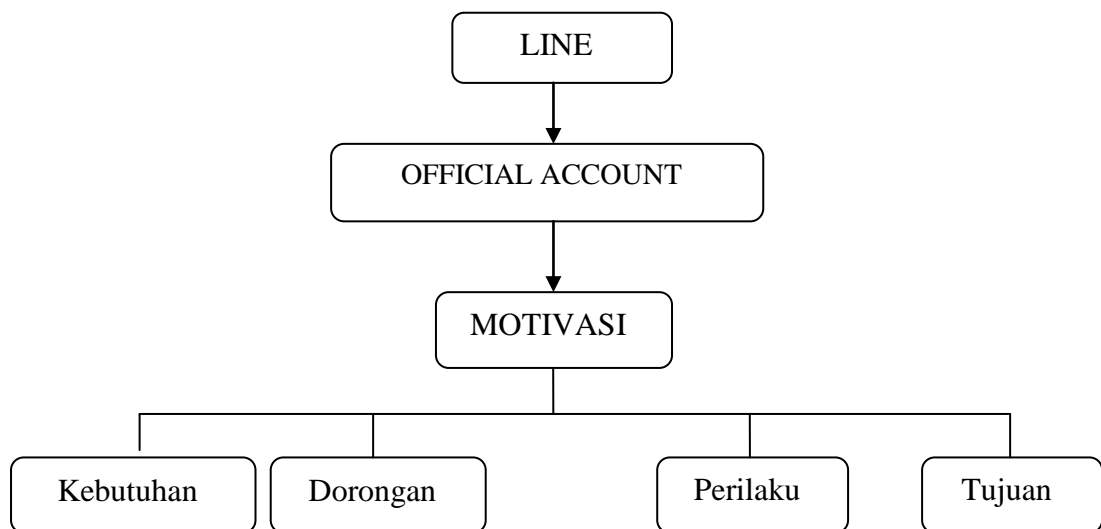 LINE
OFFICIAL ACCOUNT
MOTIVASI
Kebutuhan
Dorongan
Perilaku
Tujuan